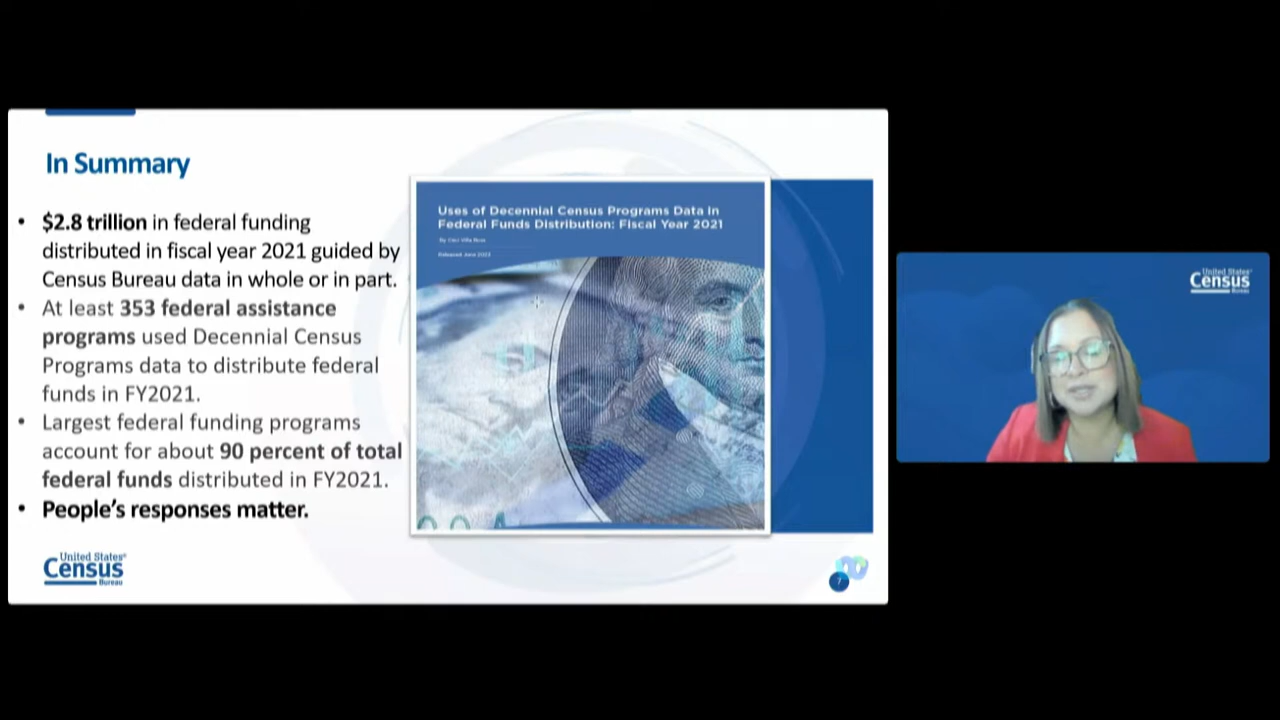 In Summary
• $2.8 trillion in federal funding
distributed in fiscal year 2021 guided by
Census Bureau data in whole or in part.
• At least 353 federal assistance
programs used Decennial Census
Programs data to distribute federal
funds in FY2021.
• Largest federal funding programs
account for about 90 percent of total
federal funds distributed in FY2021.
• People's responses matter.
United States®
Census
Bureau
Uses of Decennial Census Programs Data in
Federal Funds Distribution: Fiscal Year 2021
Released June 2023
7
United States
Census
Bureau